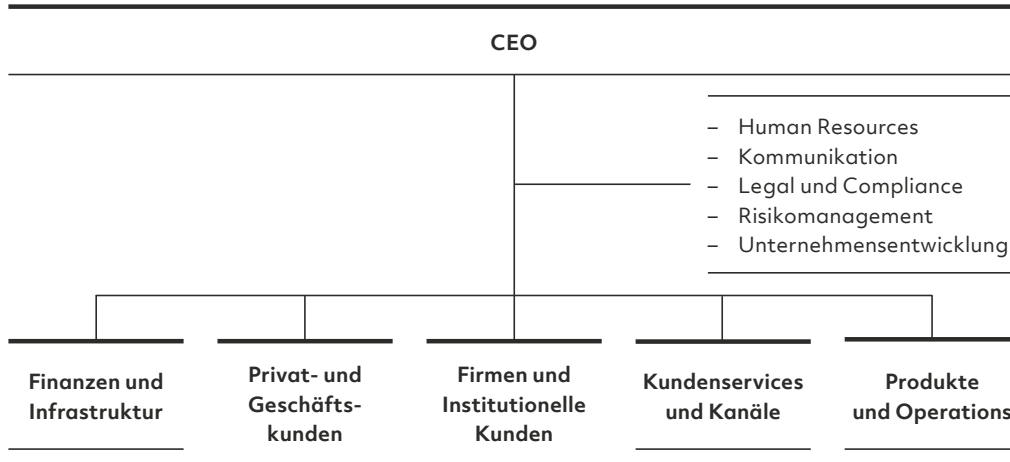 CEO
– Human Resources
– Kommunikation
– Legal und Compliance
– Risikomanagement
– Unternehmensentwicklung
Finanzen und
Infrastruktur
Privat- und
Geschäfts-
kunden
Firmen und
Institutionelle
Kunden
Kundenservices
und Kanäle
Produkte
und Operations